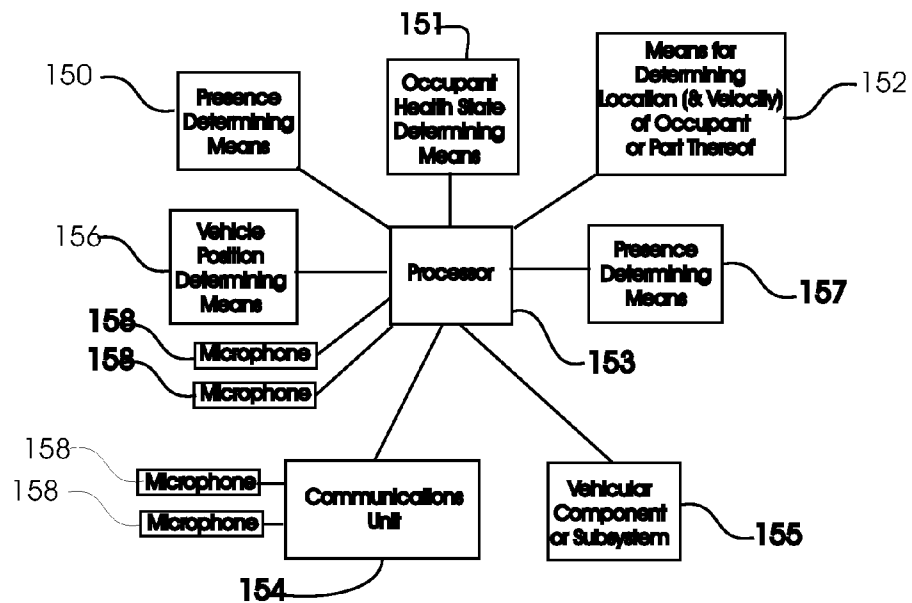 151
150
Presence
Determining
Means
Occupant
Health State
Determining
Means
Means for
Determining
Location (& Velocity)
of Occupant
or Part Thereof
152
156
Vehicle
Position
Determining
Means
Processor
Presence
Determining
Means
157
158
Microphone
158
Microphone
153
158
Microphone
158
Microphone
Communications
Unit
154
Vehicular
Component
or Subsystem
155